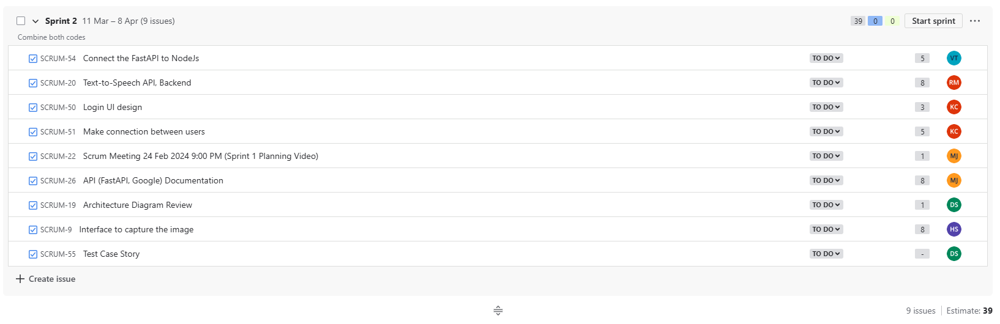 Sprint 2 11 Mar – 8 Apr (9 issues) 39 0 0 Start sprint
Combine both codes
SCRUM-54 Connect the FastAPI to NodeJs TO DO 5 VT
SCRUM-20 Text-to-Speech API, Backend TO DO 8 RM
SCRUM-50 Login UI design TO DO 3 KC
SCRUM-51 Make connection between users TO DO 5 KC
SCRUM-22 Scrum Meeting 24 Feb 2024 9:00 PM (Sprint 1 Planning Video) TO DO 1 MJ
SCRUM-26 API (FastAPI, Google) Documentation TO DO 8 MJ
SCRUM-19 Architecture Diagram Review TO DO 1 DS
SCRUM-9 Interface to capture the image TO DO 8 HS
SCRUM-55 Test Case Story TO DO - DS
Create issue
9 issues Estimate: 39